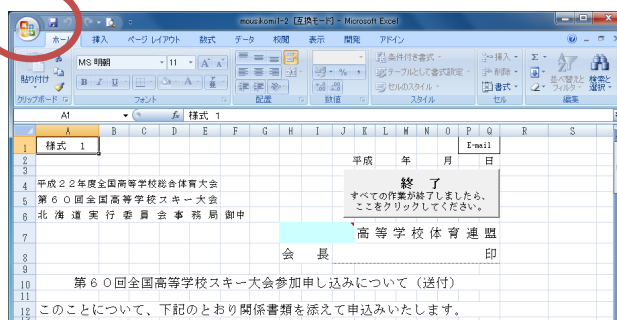 mousikomi1-2 [互換モード] - Microsoft Excel
ホーム 挿入 ページ レイアウト 数式 データ 校閲 表示 開発 アドイン
MS 明朝 11
条件付き書式 挿入
貼り付け テーブルとして書式設定 削除 並べ替えと フィルタ 検索と 選択
セルのスタイル 書式
クリップボード フォント 配置 数値 スタイル セル 編集
A1 fx 様式 1
A B C D E F G H I J K L M N O P Q R S
1 様式 1 E-mail
2 平成 年 月 日
3
4 平成22年度全国高等学校総合体育大会
終 了
5 第60回全国高等学校スキー大会
すべての作業が終了しましたら、
ここをクリックしてください。
6 北海道実行委員会事務局御中
7 高等学校体育連盟
8 会 長 印
9
10 第60回全国高等学校スキー大会参加申し込みについて(送付)
11
12 このことについて、下記のとおり関係書類を添えて申込みいたします。